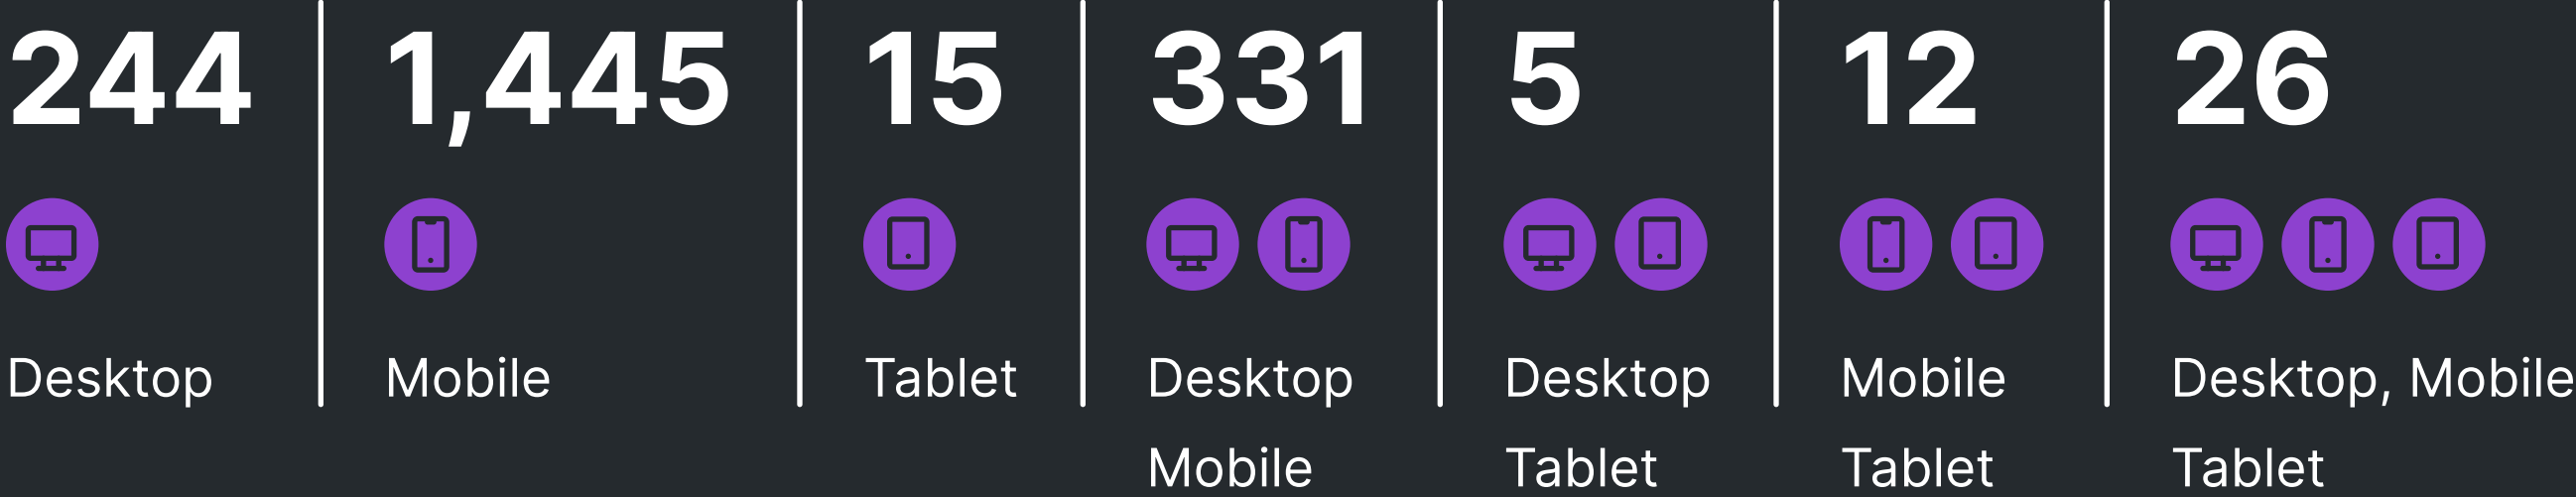 244
Desktop
1,445
Mobile
15
Tablet
331
Desktop
Mobile
5
Desktop
Tablet
12
Mobile
Tablet
26
Desktop, Mobile
Tablet